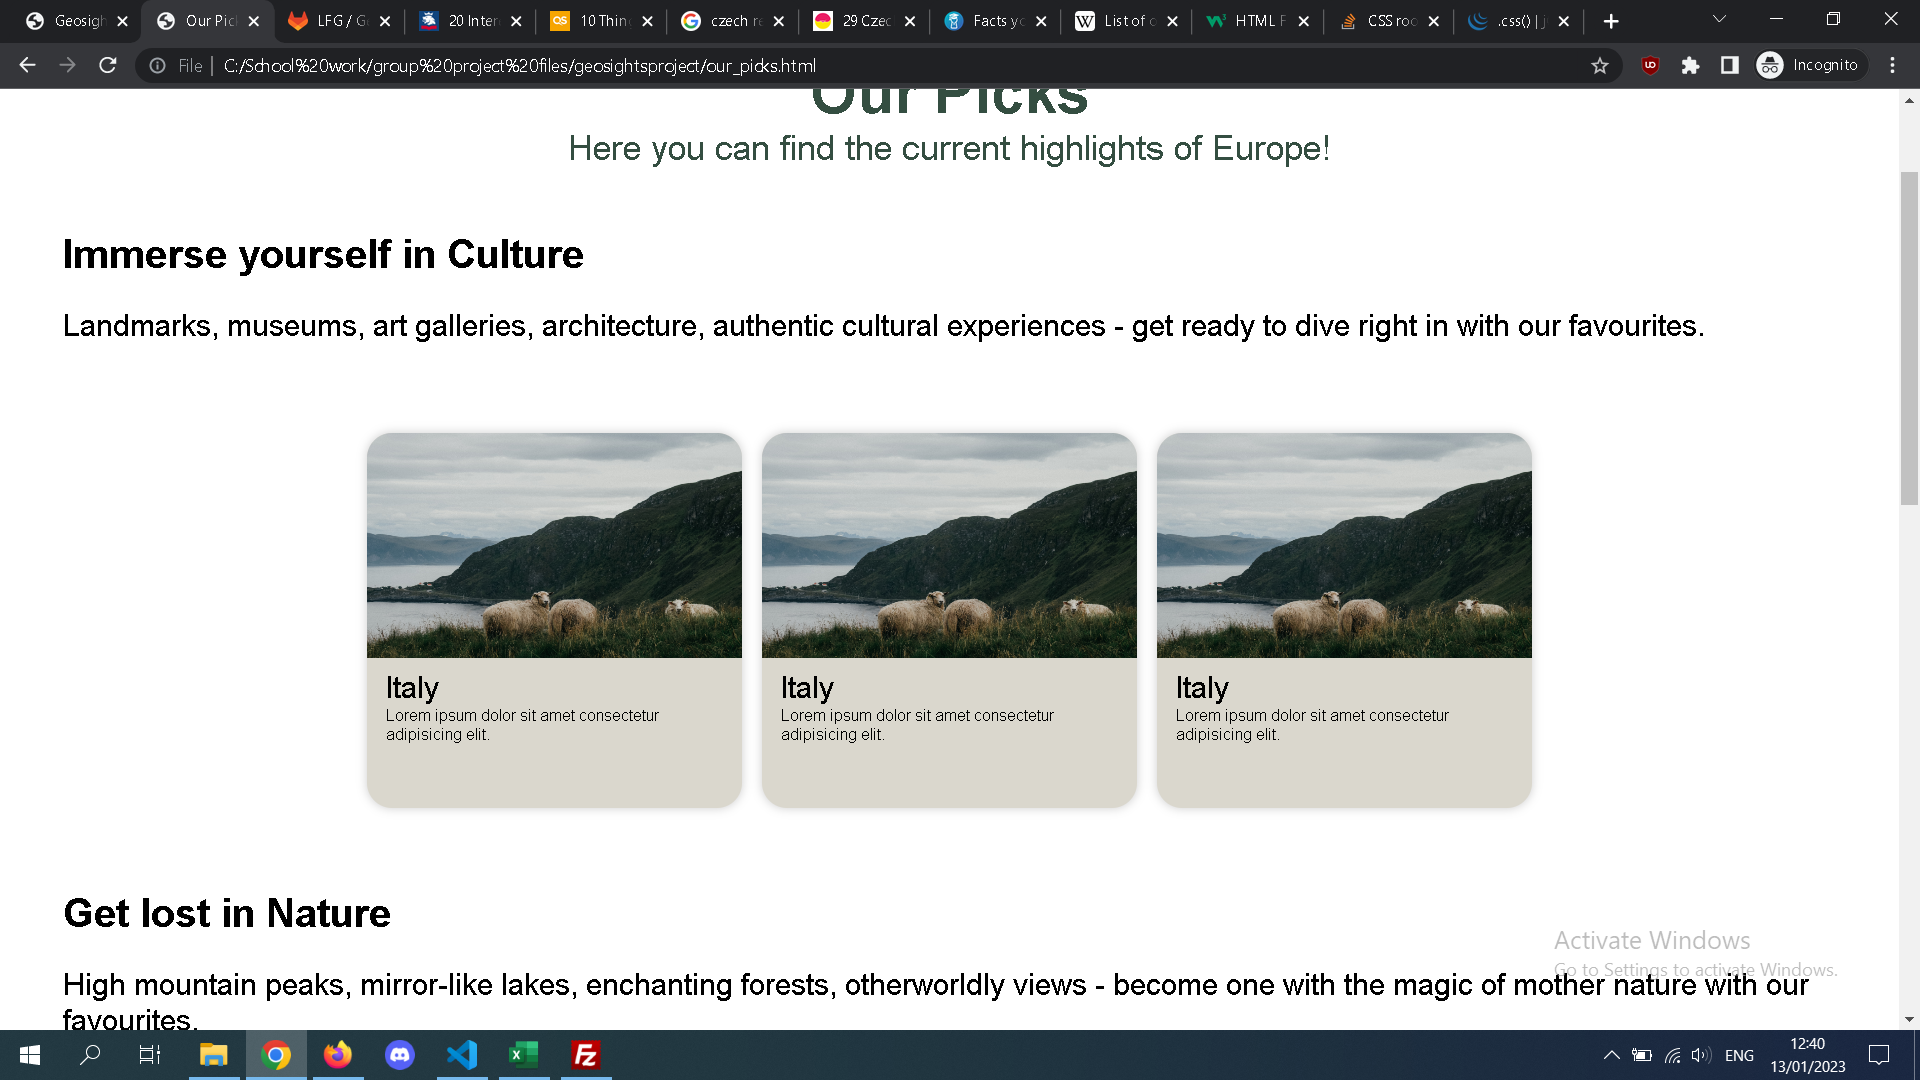 Geosigh
Our Pic
LFG / G
20 Inter
10 Thin
czech re
29 Czec
Facts yo
List of c
HTML F
CSS roo
.css() | j
File | C:/School%20work/group%20project%20files/geosightsproject/our_picks.html
Incognito
Our Picks
Here you can find the current highlights of Europe!
Immerse yourself in Culture
Landmarks, museums, art galleries, architecture, authentic cultural experiences - get ready to dive right in with our favourites.
Italy
Lorem ipsum dolor sit amet consectetur
adipisicing elit.
Italy
Lorem ipsum dolor sit amet consectetur
adipisicing elit.
Italy
Lorem ipsum dolor sit amet consectetur
adipisicing elit.
Get lost in Nature
Activate Windows
Go to Settings to activate Windows.
High mountain peaks, mirror-like lakes, enchanting forests, otherworldly views - become one with the magic of mother nature with our
favourites.
ENG
12:40
13/01/2023